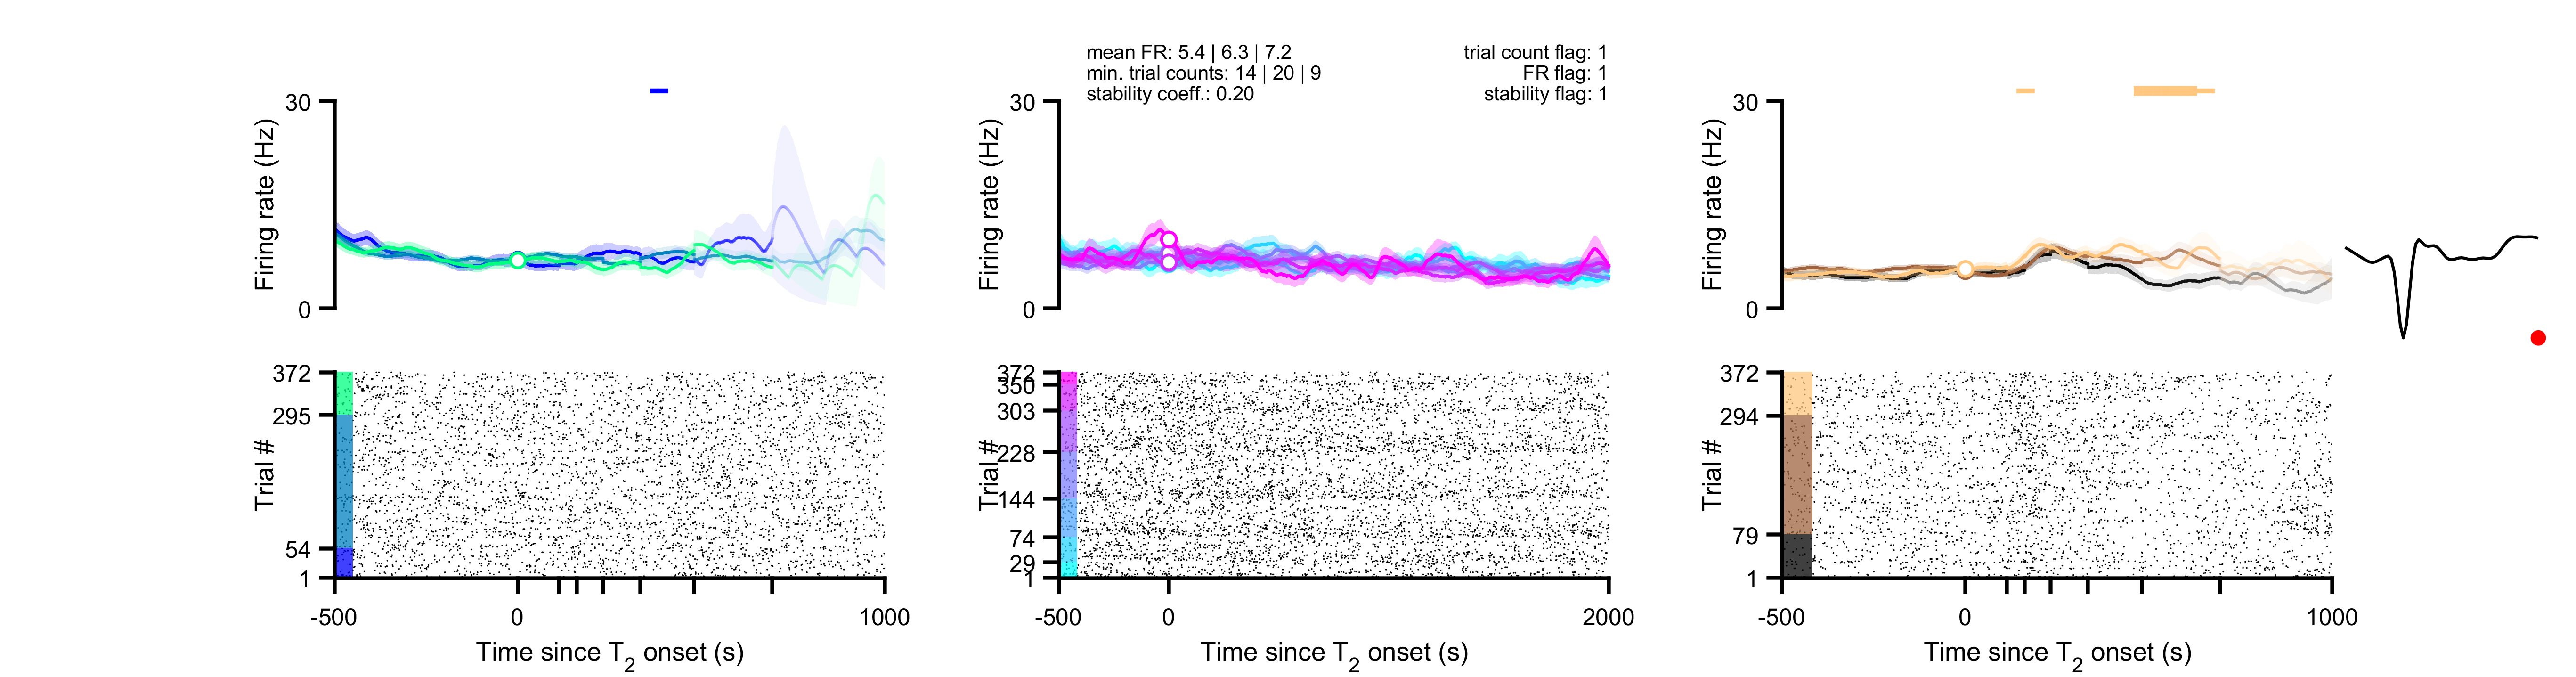 mean FR: 5.4 | 6.3 | 7.2
min. trial counts: 14 | 20 | 9
stability coeff.: 0.20
trial count flag: 1
FR flag: 1
stability flag: 1
30
Firing rate (Hz)
0
30
Firing rate (Hz)
0
30
Firing rate (Hz)
0
372
295
Trial #
54
1
-500
0
1000
Time since T2 onset (s)
372
350
303
228
Trial #
144
74
29
1
-500
0
2000
Time since T2 onset (s)
372
294
Trial #
79
1
-500
0
1000
Time since T2 onset (s)